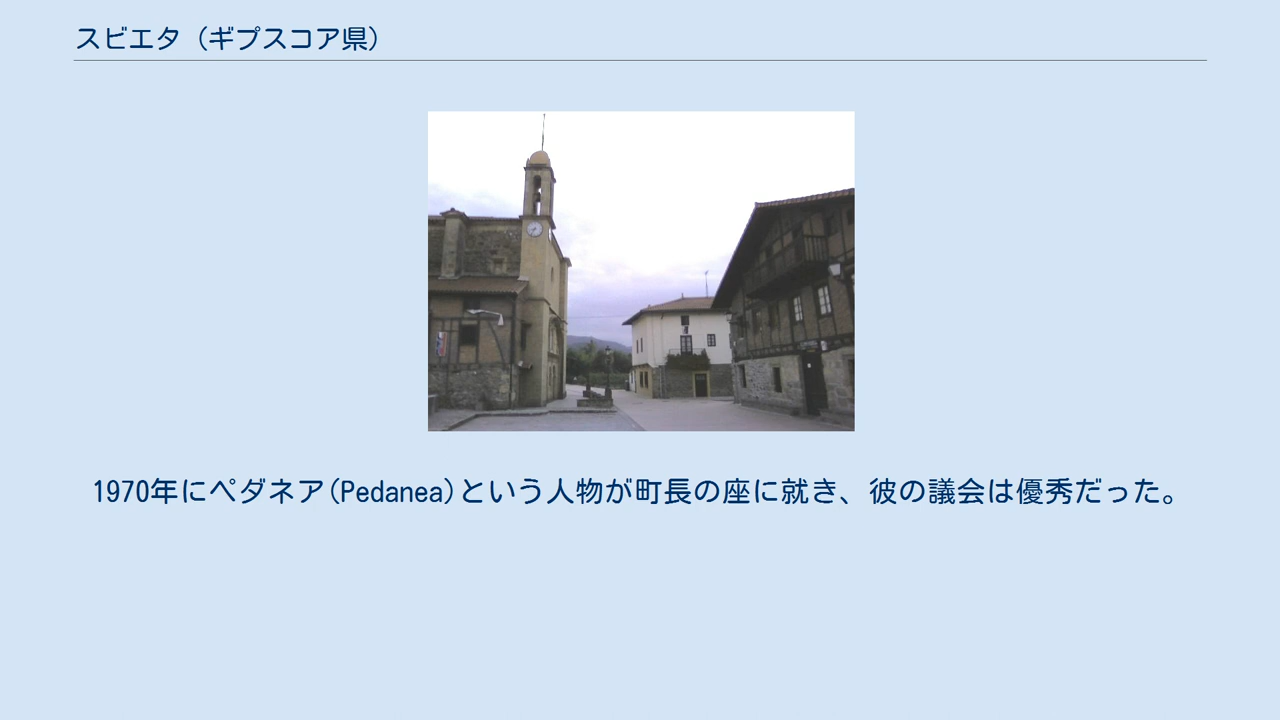 スビエタ（ギプスコア県）
1970年にペダネア(Pedanea)という人物が町長の座に就き、彼の議会は優秀だった。